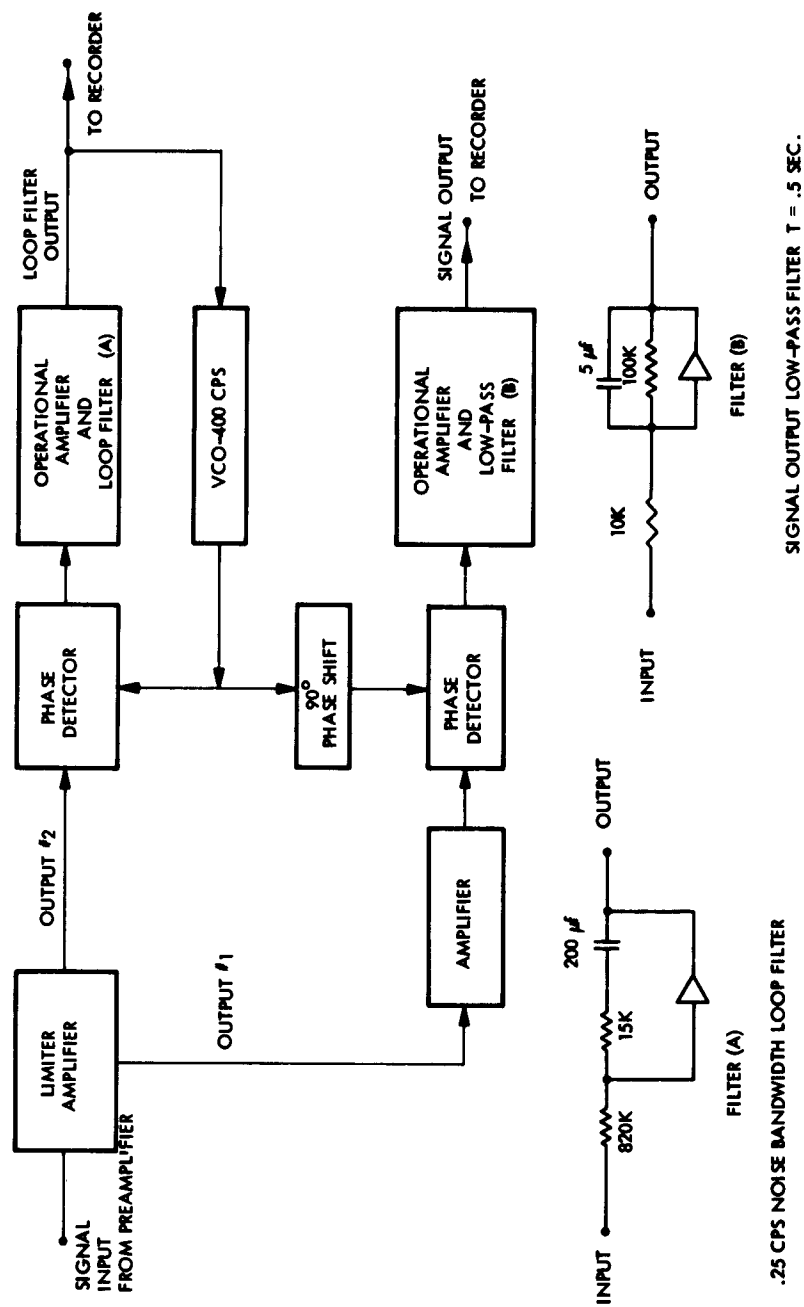 SIGNAL
INPUT
FROM PREAMPLIFIER
LIMITER
AMPLIFIER
OUTPUT #2
OUTPUT #1
PHASE
DETECTOR
OPERATIONAL
AMPLIFIER
AND
LOOP FILTER (A)
LOOP FILTER
OUTPUT
TO RECORDER
VCO-400 CPS
90°
PHASE SHIFT
AMPLIFIER
PHASE
DETECTOR
OPERATIONAL
AMPLIFIER
AND
LOW-PASS
FILTER (B)
SIGNAL OUTPUT
TO RECORDER
INPUT
820K
15K
200 µf
OUTPUT
FILTER (A)
.25 CPS NOISE BANDWIDTH LOOP FILTER
INPUT
10K
5 µf
100K
OUTPUT
FILTER (B)
SIGNAL OUTPUT LOW-PASS FILTER T = .5 SEC.